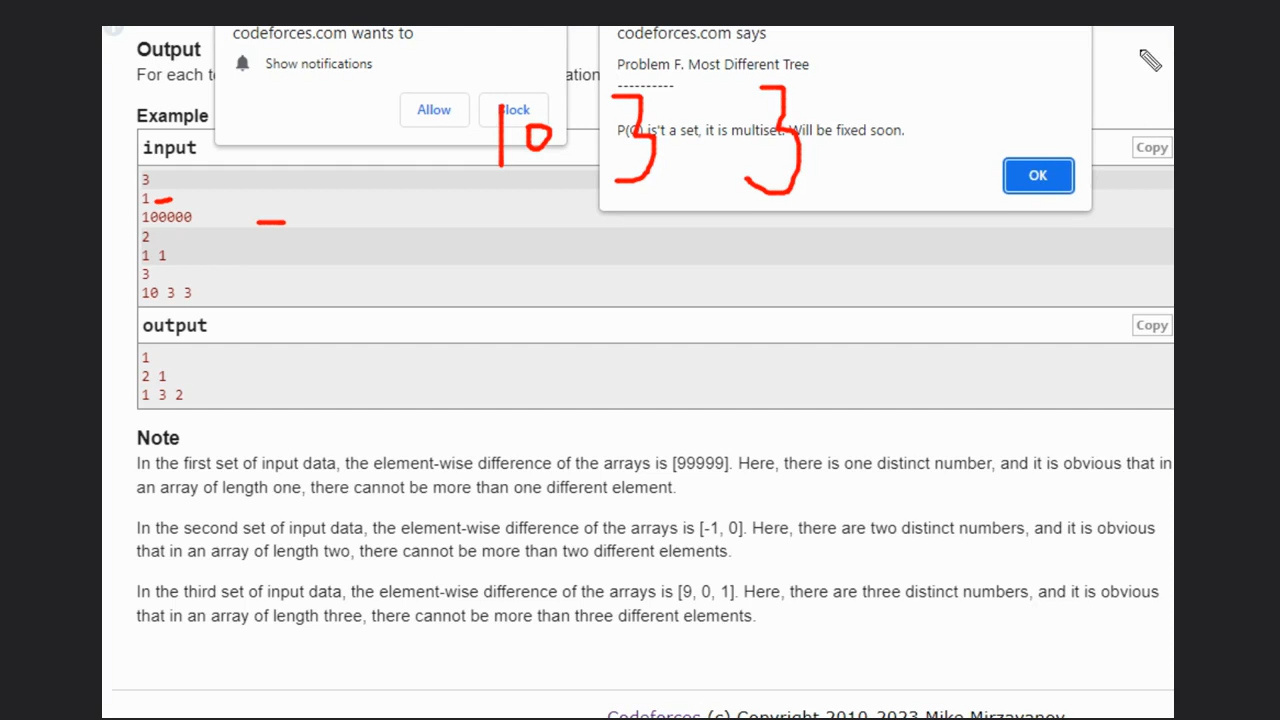 codeforces.com wants to
Show notifications
Allow
Block
codeforces.com says
Problem F. Most Different Tree
----------
P(C) is't a set, it is multiset. Will be fixed soon.
OK
10 3 3
Output
For each t
ation
Example
input
Copy
3
1
100000
2
1 1
3
10 3 3
output
Copy
1
2 1
1 3 2
Note
In the first set of input data, the element-wise difference of the arrays is [99999]. Here, there is one distinct number, and it is obvious that in
an array of length one, there cannot be more than one different element.
In the second set of input data, the element-wise difference of the arrays is [-1, 0]. Here, there are two distinct numbers, and it is obvious
that in an array of length two, there cannot be more than two different elements.
In the third set of input data, the element-wise difference of the arrays is [9, 0, 1]. Here, there are three distinct numbers, and it is obvious
that in an array of length three, there cannot be more than three different elements.
Codeforces (c) Copyright 2010-2023 Mike Mirzayanov